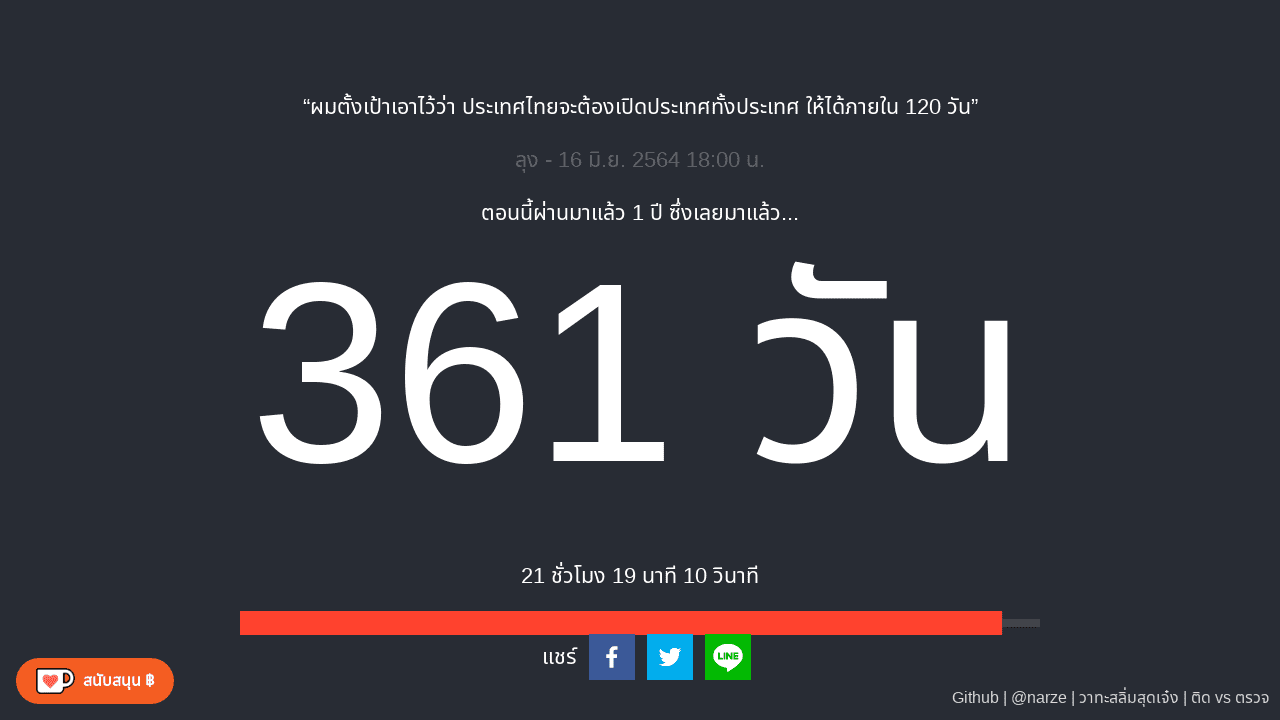 “ผมตั้งเป้าเอาไว้ว่า ประเทศไทยจะต้องเปิดประเทศทั้งประเทศ ให้ได้ภายใน 120 วัน”
ลุง - 16 มิ.ย. 2564 18:00 น.
ตอนนี้ผ่านมาแล้ว 1 ปี ซึ่งเลยมาแล้ว...
361 วัน
21 ชั่วโมง 19 นาที 10 วินาที
แชร์
LINE
สนับสนุน ฿
Github | @narze | วาทะสลิ่มสุดเจ๋ง | ติด vs ตรวจ